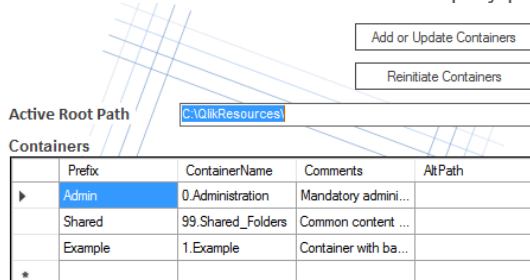 Add or Update Containers
Reinitiate Containers
Active Root Path C:\QlikResources\
Containers
Prefix ContainerName Comments AltPath
Admin 0.Administration Mandatory admini...
Shared 99.Shared_Folders Common content ...
Example 1.Example Container with ba...
*